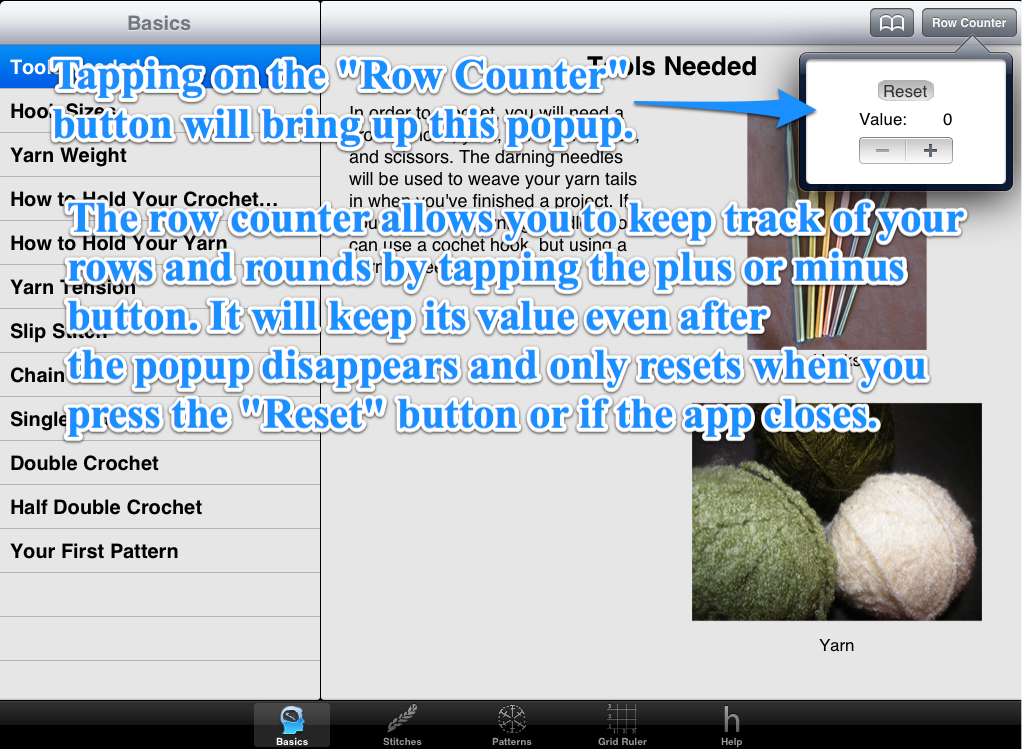 Basics
Row Counter
Tools Needed
Hook Sizes
Yarn Weight
How to Hold Your Crochet...
How to Hold Your Yarn
Yarn Tension
Slip Stitch
Chain
Single
Double Crochet
Half Double Crochet
Your First Pattern
Tapping on the "Row Counter"
button will bring up this popup.
The row counter allows you to keep track of your
rows and rounds by tapping the plus or minus
button. It will keep its value even after
the popup disappears and only resets when you
press the "Reset" button or if the app closes.
Tools Needed
In order to crochet, you will need a
and scissors. The darning needles
will be used to weave your yarn tails
in when you've finished a project. If
can use a cochet hook, but using a
Reset
Value: 0
− +
Hooks
Yarn
Basics
Stitches
Patterns
Grid Ruler
h
Help